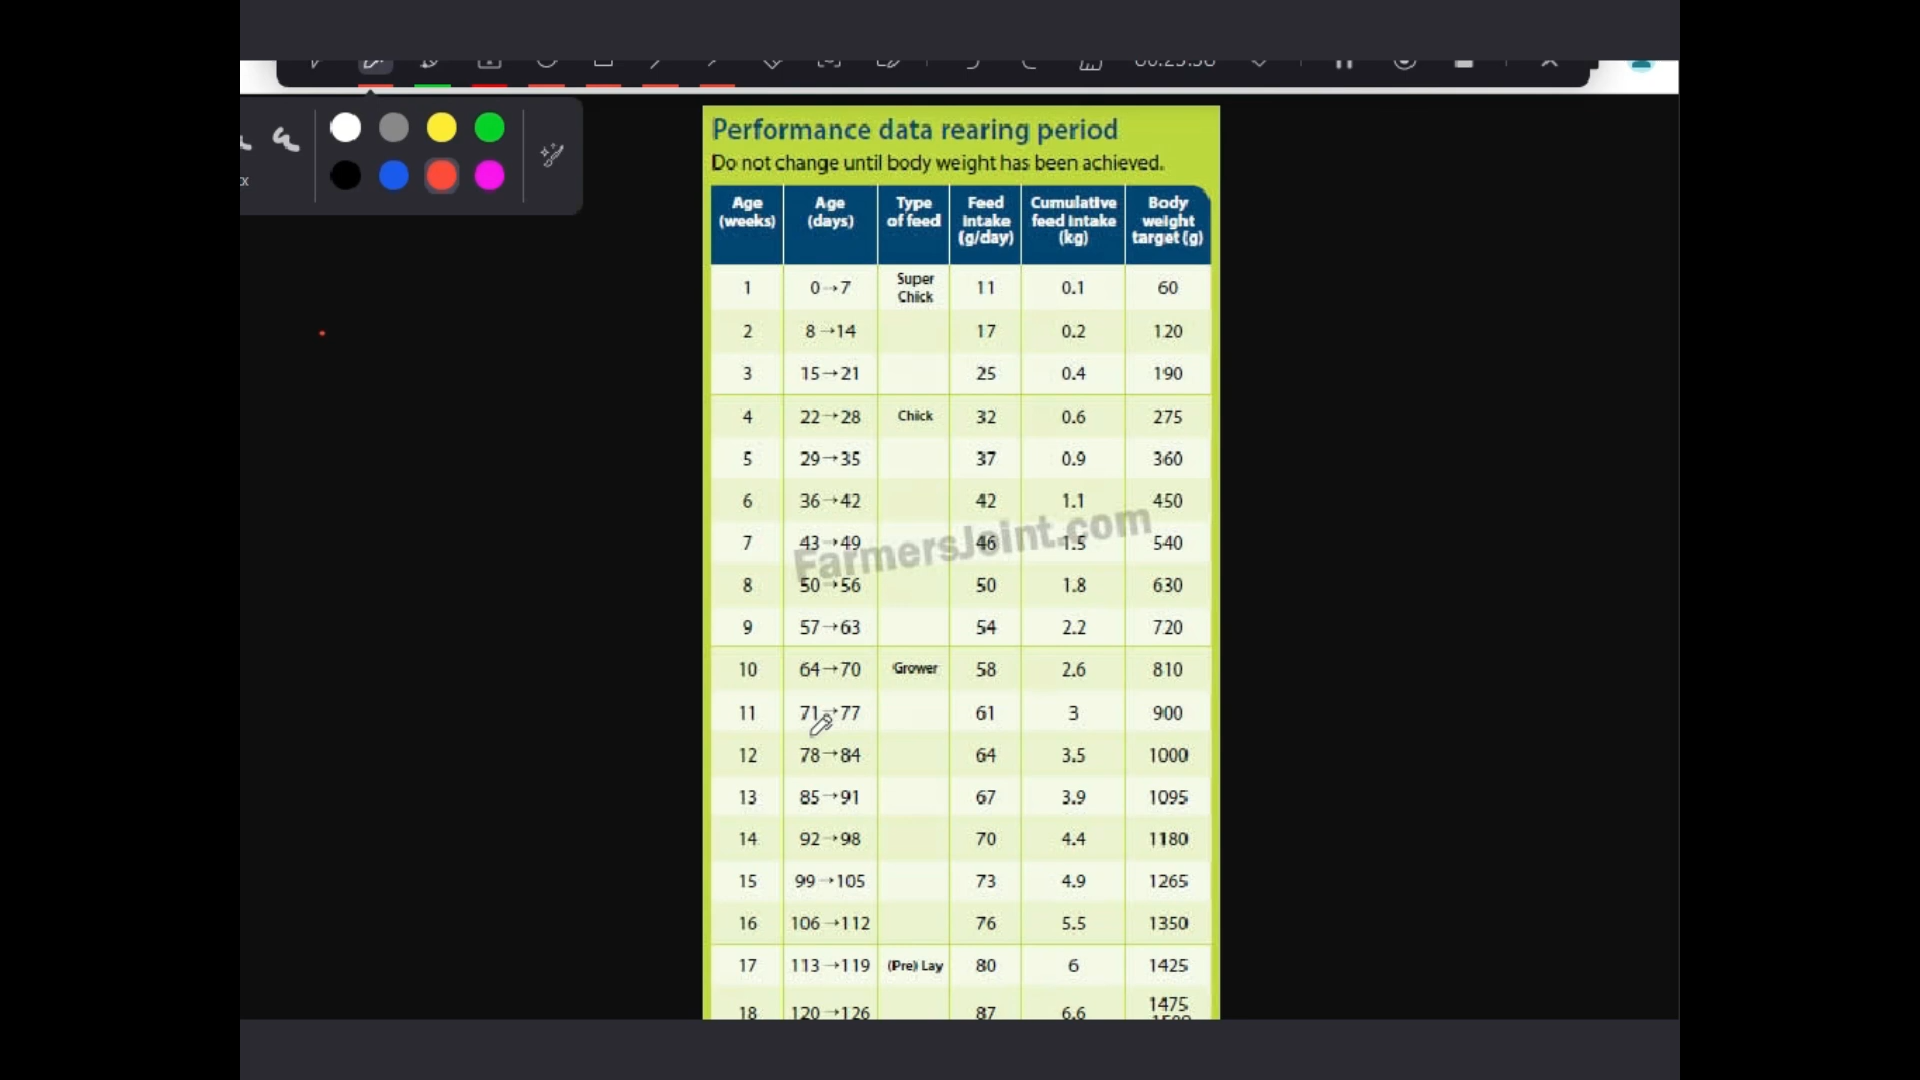 00:25:36
x
Performance data rearing period
Do not change until body weight has been achieved.
Age (weeks) Age (days) Type of feed Feed intake (g/day) Cumulative feed intake (kg) Body weight target (g)
1 0→7 Super Chick 11 0.1 60
2 8→14 17 0.2 120
3 15→21 25 0.4 190
4 22→28 Chick 32 0.6 275
5 29→35 37 0.9 360
6 36→42 42 1.1 450
7 43→49 46 1.5 540
FarmersJoint.com
8 50→56 50 1.8 630
9 57→63 54 2.2 720
10 64→70 Grower 58 2.6 810
11 71→77 61 3 900
12 78→84 64 3.5 1000
13 85→91 67 3.9 1095
14 92→98 70 4.4 1180
15 99→105 73 4.9 1265
16 106→112 76 5.5 1350
17 113→119 (Pre) Lay 80 6 1425
18 120→126 87 6.6 1475